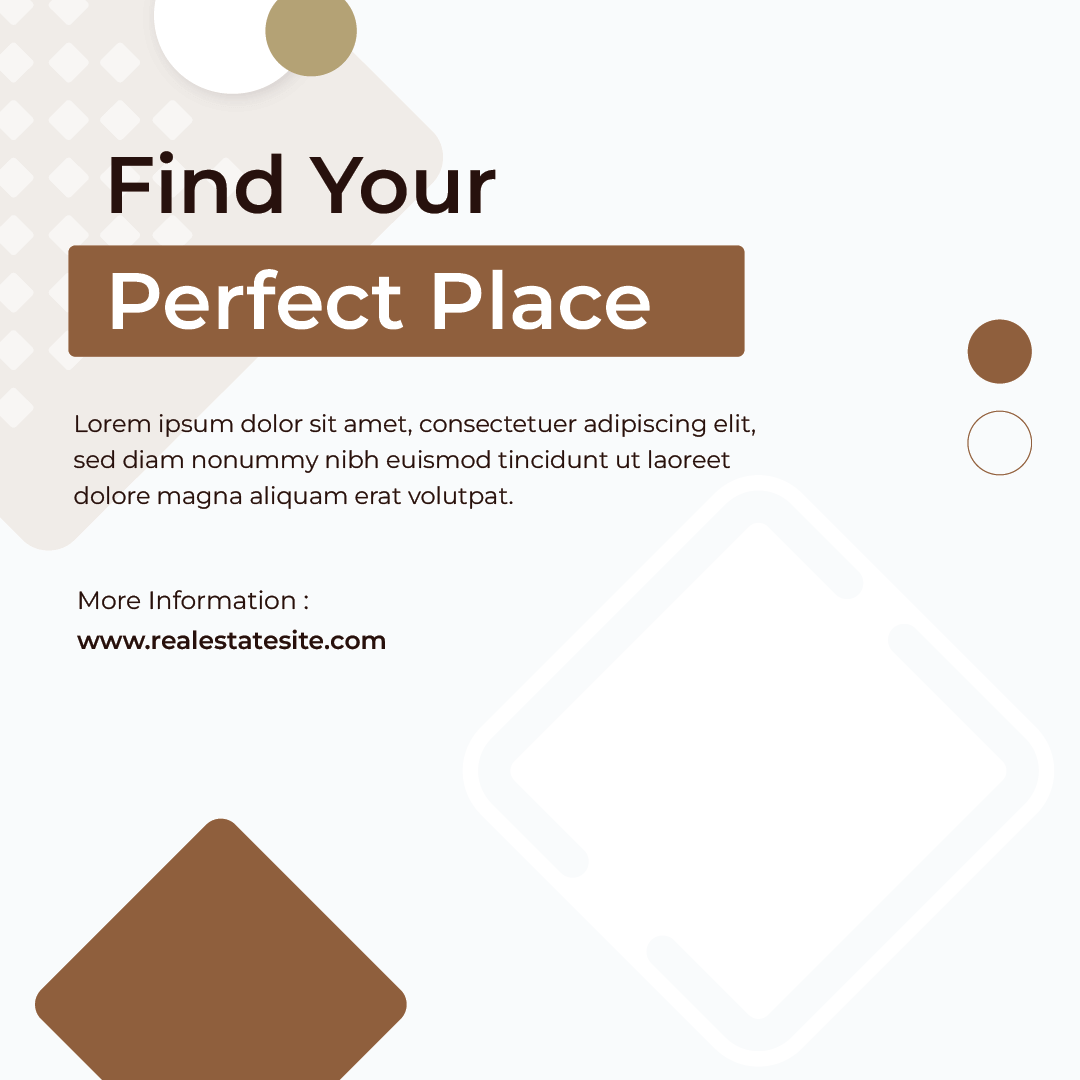 Find Your
Perfect Place
Lorem ipsum dolor sit amet, consectetuer adipiscing elit,
sed diam nonummy nibh euismod tincidunt ut laoreet
dolore magna aliquam erat volutpat.
More Information :
www.realestatesite.com